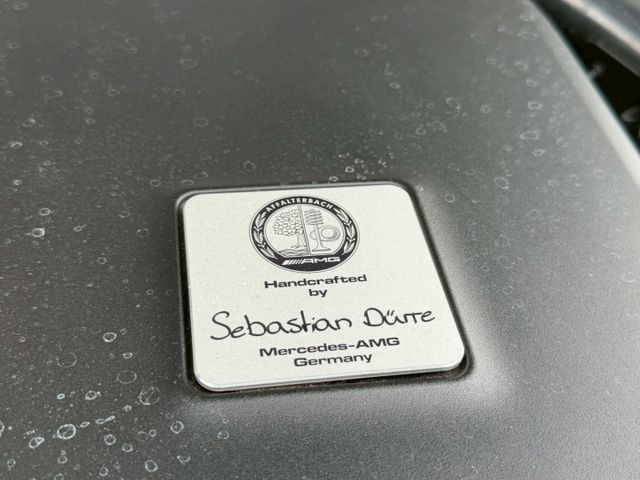 AFFALTERBACH
AMG
Handcrafted
by
Sebastian Dürre
Mercedes-AMG
Germany